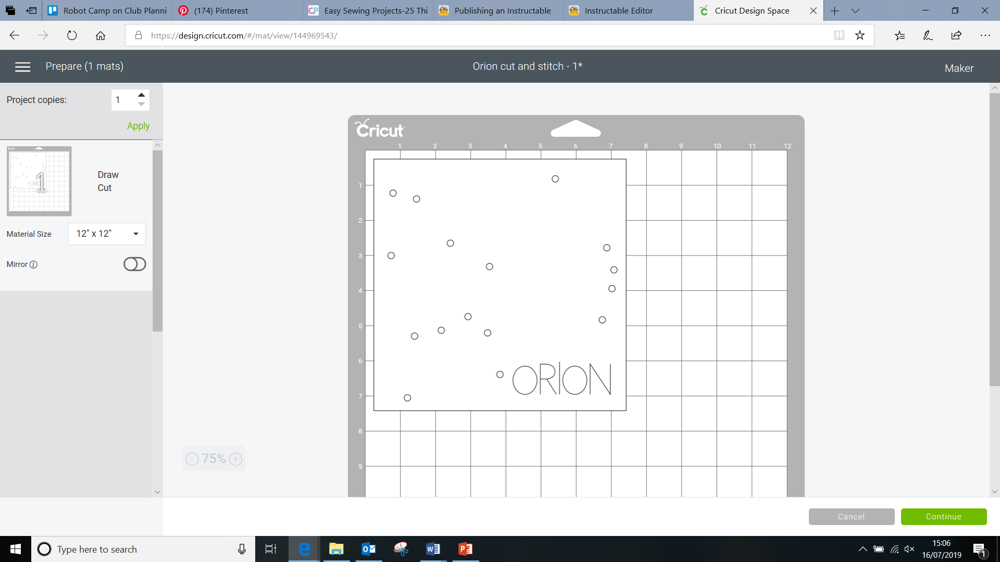 Robot Camp on Club Planni
(174) Pinterest
CP Easy Sewing Projects-25 Thi
Publishing an Instructable
Instructable Editor
Cricut Design Space
https://design.cricut.com/#/mat/view/144969543/
Prepare (1 mats)
Orion cut and stitch - 1*
Maker
Project copies: 1
Apply
1
Draw
Cut
Material Size 12" x 12"
Mirror
Cricut
1 2 3 4 5 6 7 8 9 10 11 12
1
2
3
4
5
6
7
8
9
ORION
75%
Cancel
Continue
Type here to search
15:06
16/07/2019
1